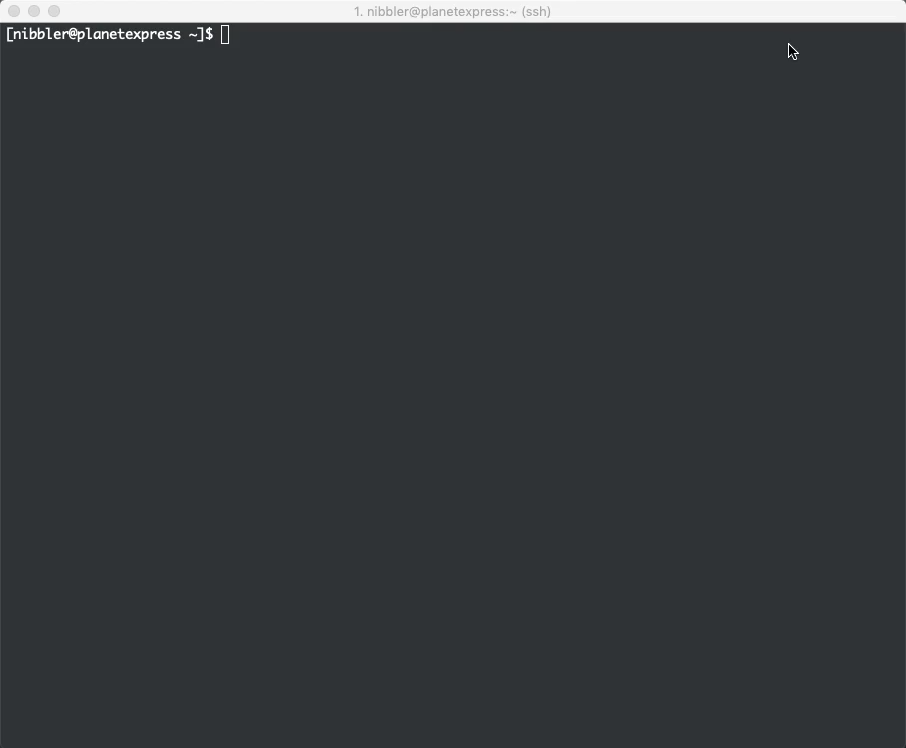 1. nibbler@planetexpress:~ (ssh)
[nibbler@planetexpress ~]$